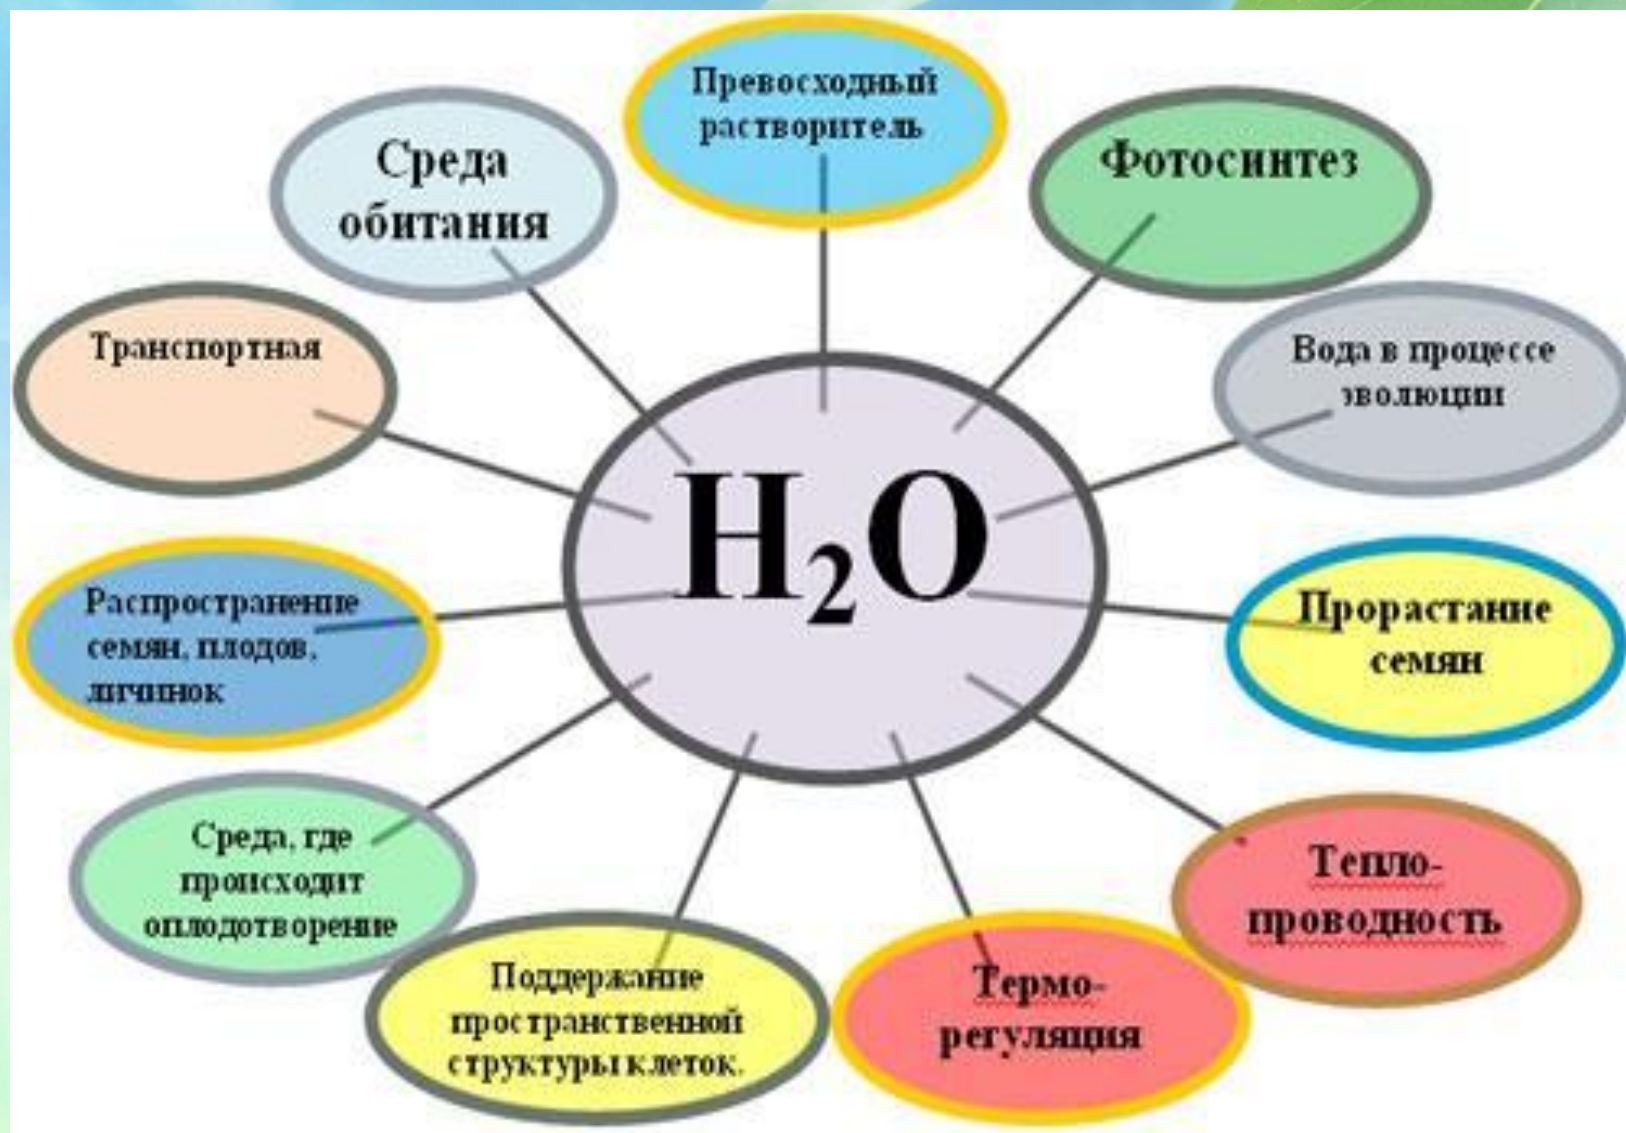 Превосходный
растворитель
Фотосинтез
Вода в процессе
эволюции
Прорастание
семян
Тепло-
проводность
Термо-
регуляция
Поддержание
пространственной
структуры клеток.
Среда, где
происходит
оплодотворение
Распространение
семян, плодов,
личинок
Транспортная
Среда
обитания
H₂O